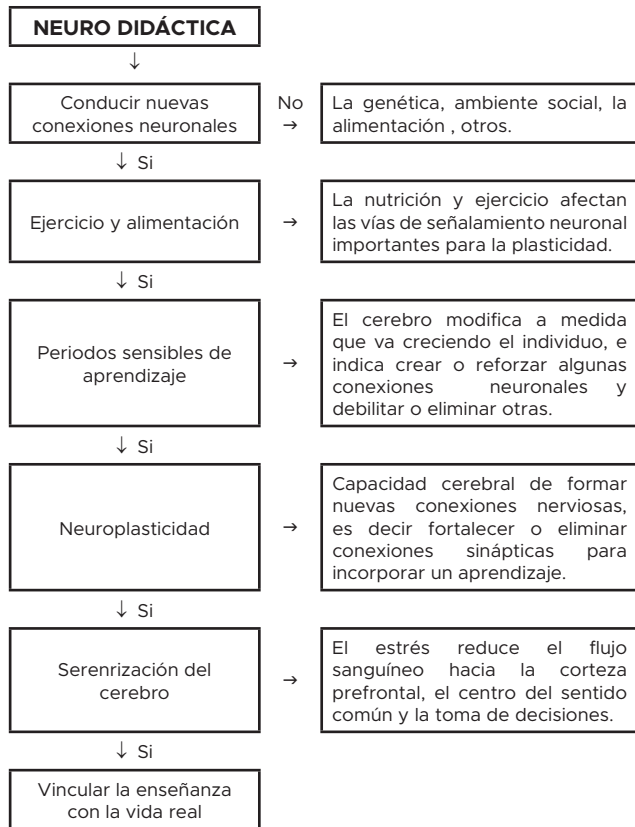 NEURO DIDÁCTICA
↓
Conducir nuevas
conexiones neuronales
No
→
La genética, ambiente social, la
alimentación , otros.
↓ Si
Ejercicio y alimentación
→
La nutrición y ejercicio afectan
las vías de señalamiento neuronal
importantes para la plasticidad.
↓ Si
Periodos sensibles de
aprendizaje
→
El cerebro modifica a medida
que va creciendo el individuo, e
indica crear o reforzar algunas
conexiones neuronales y
debilitar o eliminar otras.
↓ Si
Neuroplasticidad
→
Capacidad cerebral de formar
nuevas conexiones nerviosas,
es decir fortalecer o eliminar
conexiones sinápticas para
incorporar un aprendizaje.
↓ Si
Serenrización del
cerebro
→
El estrés reduce el flujo
sanguíneo hacia la corteza
prefrontal, el centro del sentido
común y la toma de decisiones.
↓ Si
Vincular la enseñanza
con la vida real